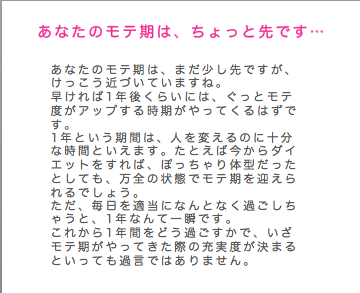 あなたのモテ期は、ちょっと先です…
あなたのモテ期は、まだ少し先ですが、
けっこう近づいていますね。
早ければ1年後くらいには、ぐっとモテ
度がアップする時期がやってくるはずで
す。
1年という期間は、人を変えるのに十分
な時間といえます。たとえば今からダイ
エットをすれば、ぽっちゃり体型だった
としても、万全の状態でモテ期を迎えら
れるでしょう。
ただ、毎日を適当になんとなく過ごしち
ゃうと、1年なんて一瞬です。
これから1年間をどう過ごすかで、いざ
モテ期がやってきた際の充実度が決まる
といっても過言ではありません。